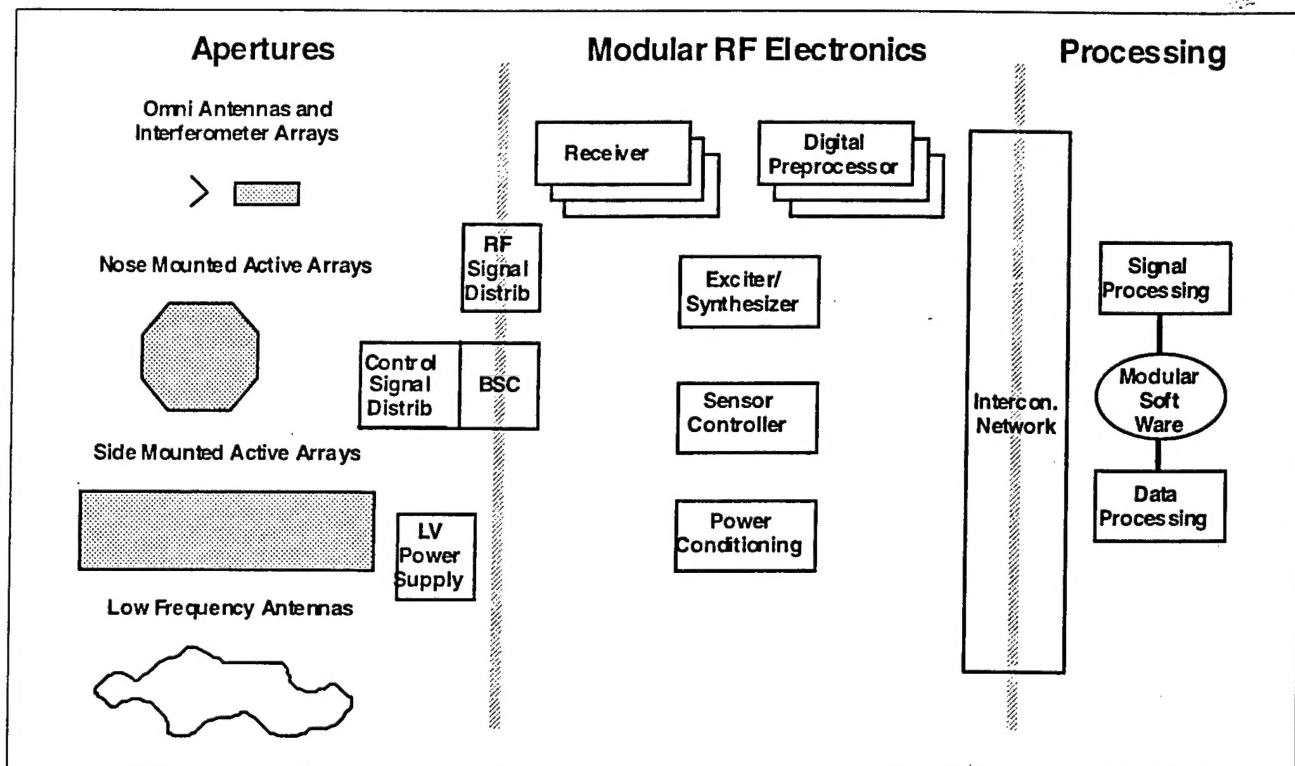 Apertures
Omni Antennas and
Interferometer Arrays
Nose Mounted Active Arrays
Side Mounted Active Arrays
Low Frequency Antennas
RF
Signal
Distrib
Control
Signal
Distrib
BSC
LV
Power
Supply
Modular RF Electronics
Receiver
Digital
Preprocessor
Exciter/
Synthesizer
Sensor
Controller
Power
Conditioning
Processing
Intercon.
Network
Signal
Processing
Modular
Soft
Ware
Data
Processing